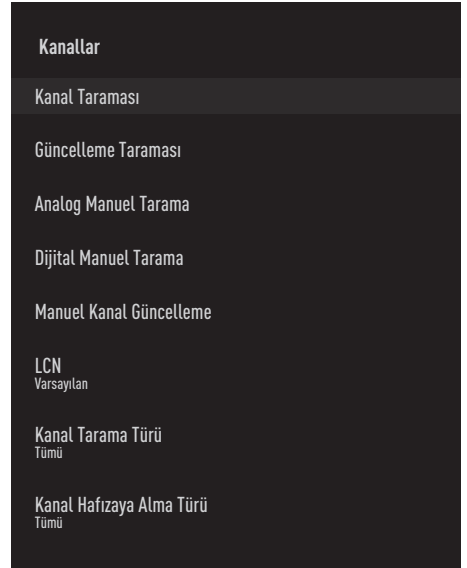 Kanallar
Kanal Taraması
Güncelleme Taraması
Analog Manuel Tarama
Dijital Manuel Tarama
Manuel Kanal Güncelleme
LCN
Varsayılan
Kanal Tarama Türü
Tümü
Kanal Hafızaya Alma Türü
Tümü